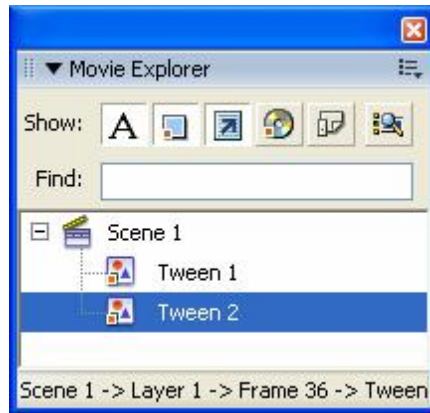 Movie Explorer
Show: A
Find:
Scene 1
Tween 1
Tween 2
Scene 1 -> Layer 1 -> Frame 36 -> Tween